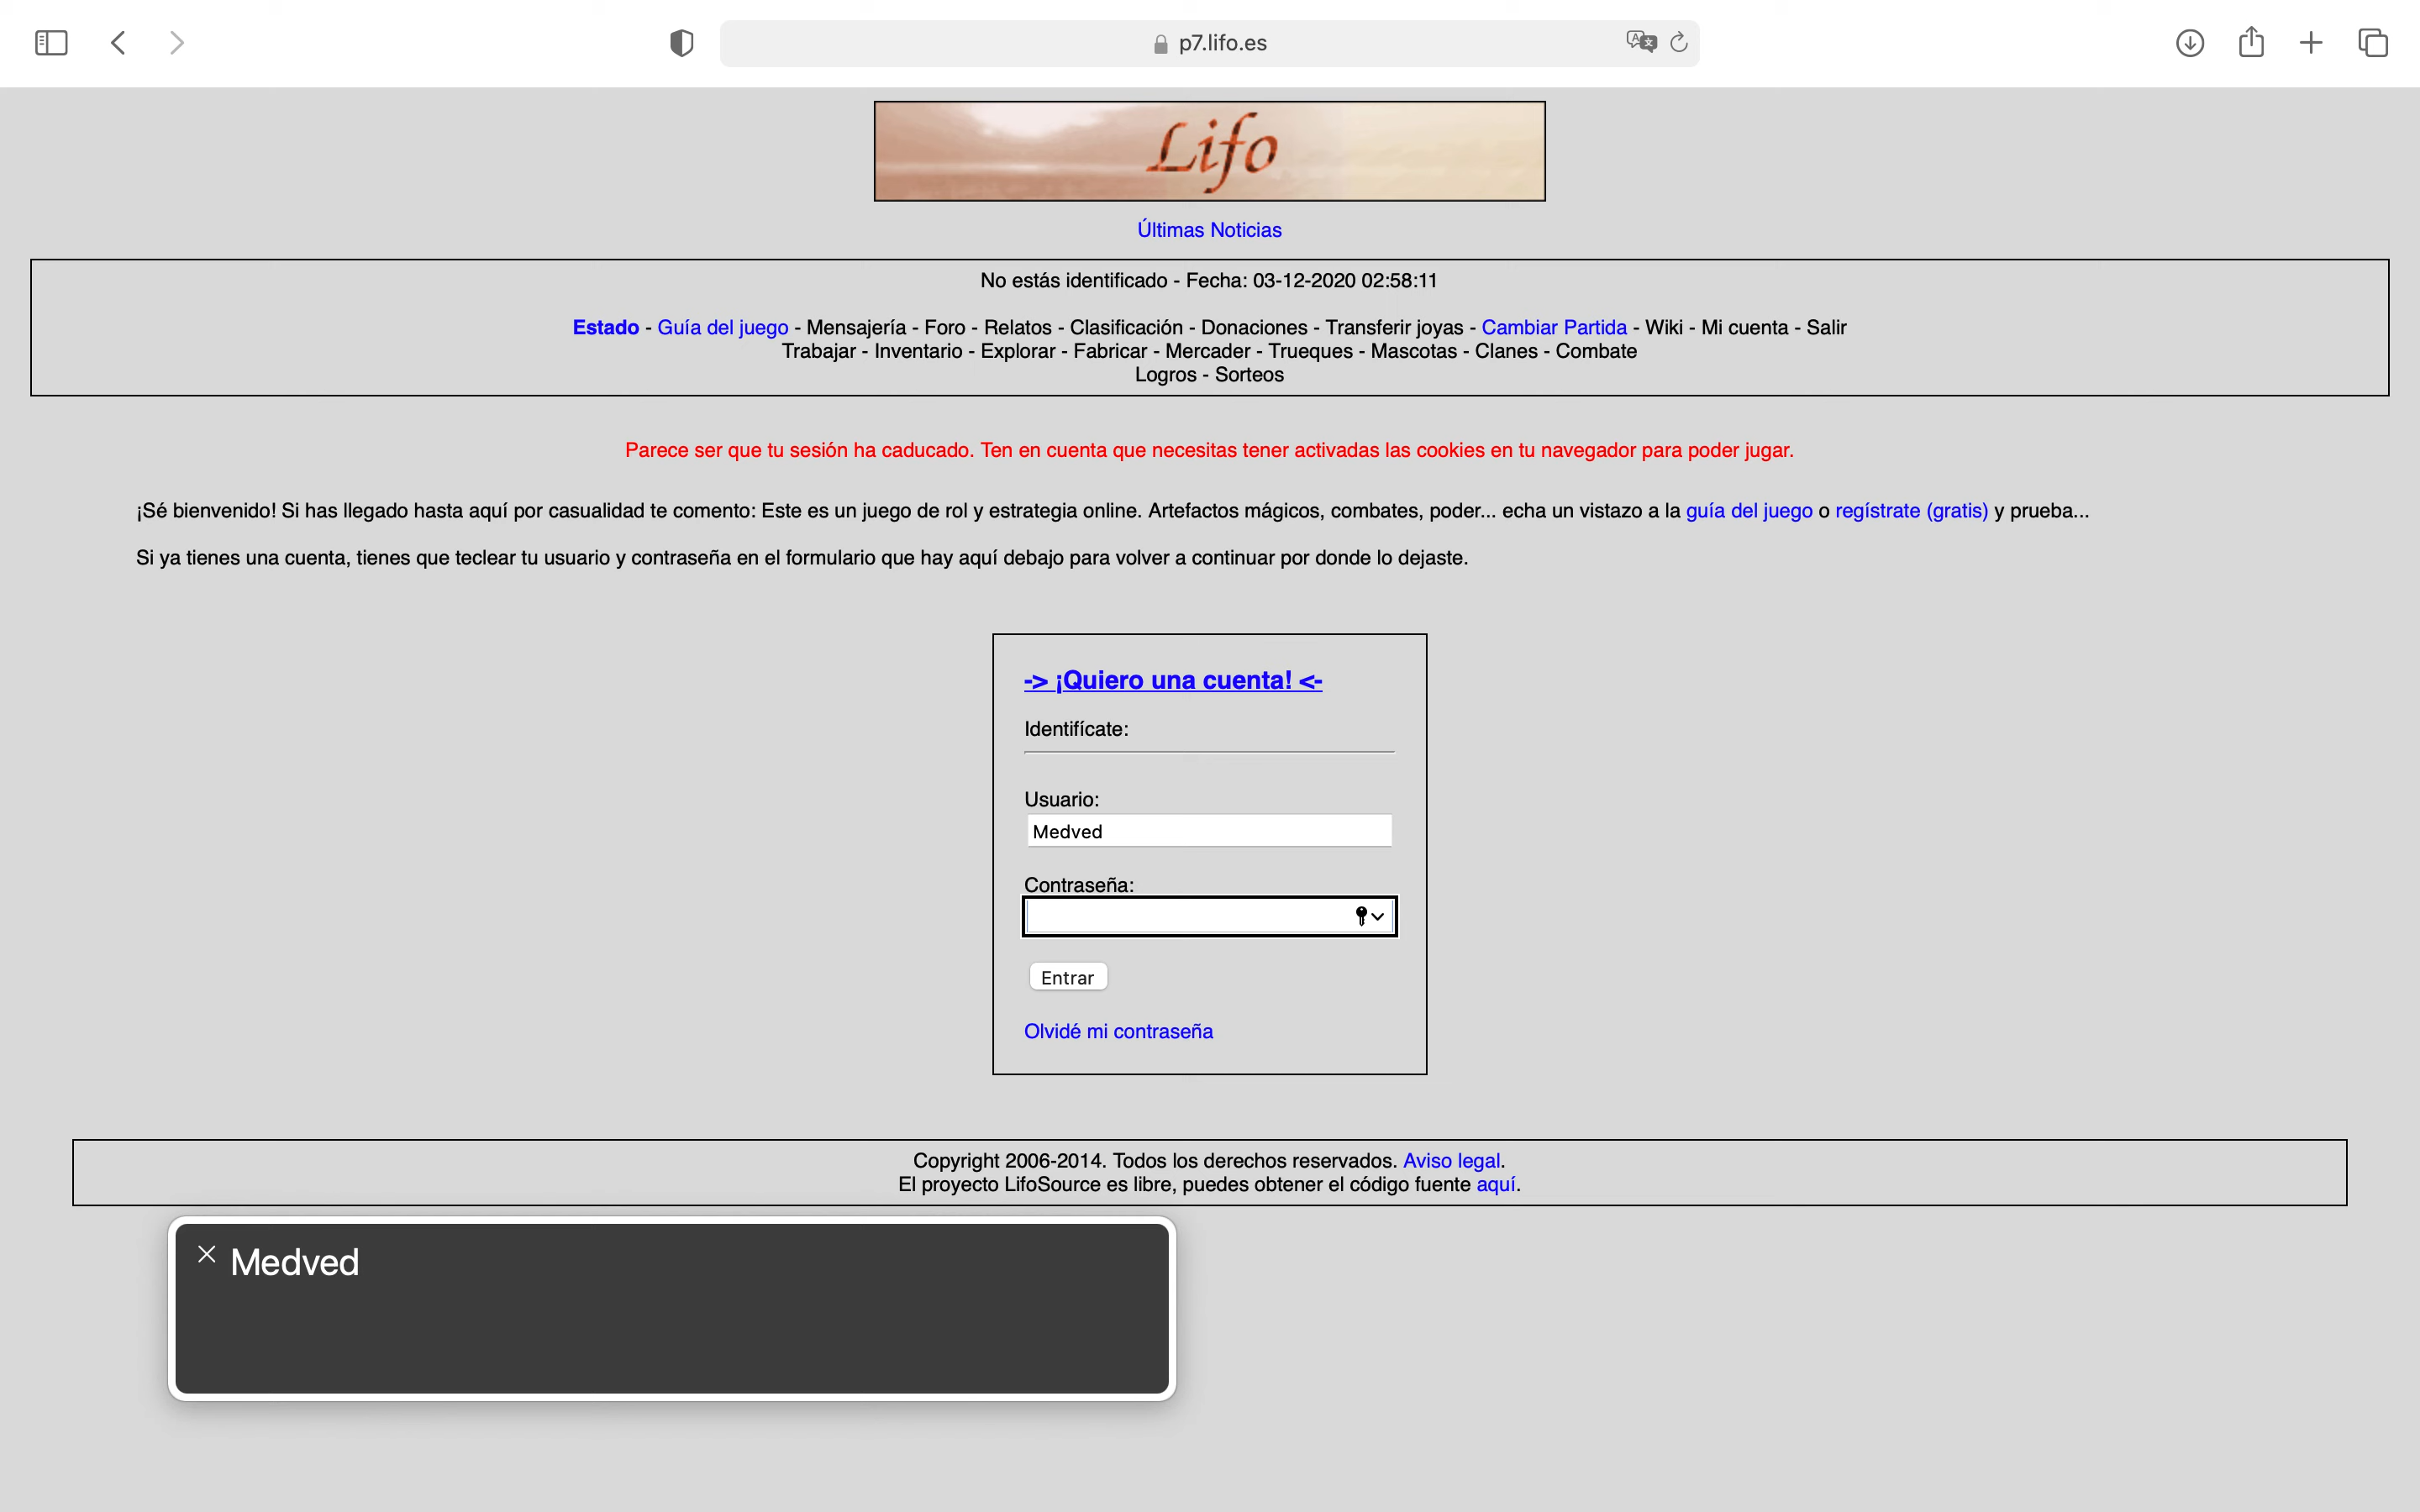 p7.lifo.es
Lifo
Últimas Noticias
No estás identificado - Fecha: 03-12-2020 02:58:11
Estado - Guía del juego - Mensajería - Foro - Relatos - Clasificación - Donaciones - Transferir joyas - Cambiar Partida - Wiki - Mi cuenta - Salir
Trabajar - Inventario - Explorar - Fabricar - Mercader - Trueques - Mascotas - Clanes - Combate
Logros - Sorteos
Parece ser que tu sesión ha caducado. Ten en cuenta que necesitas tener activadas las cookies en tu navegador para poder jugar.
¡Sé bienvenido! Si has llegado hasta aquí por casualidad te comento: Este es un juego de rol y estrategia online. Artefactos mágicos, combates, poder... echa un vistazo a la guía del juego o regístrate (gratis) y prueba...
Si ya tienes una cuenta, tienes que teclear tu usuario y contraseña en el formulario que hay aquí debajo para volver a continuar por donde lo dejaste.
-> ¡Quiero una cuenta! <-
Identifícate:
Usuario:
Medved
Contraseña:
Entrar
Olvidé mi contraseña
Copyright 2006-2014. Todos los derechos reservados. Aviso legal.
El proyecto LifoSource es libre, puedes obtener el código fuente aquí.
Medved